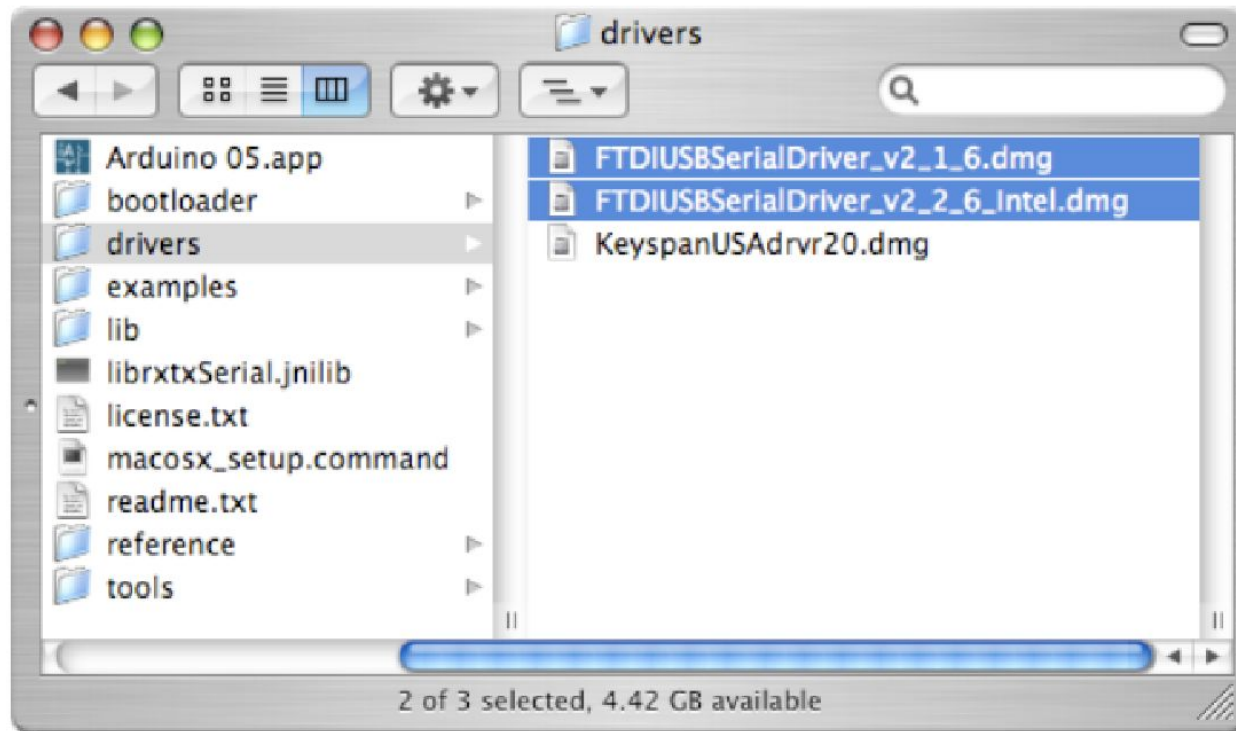 drivers
Arduino 05.app
bootloader
drivers
examples
lib
librxtxSerial.jnilib
license.txt
macosx_setup.command
readme.txt
reference
tools
FTDIUSBSerialDriver_v2_1_6.dmg
FTDIUSBSerialDriver_v2_2_6_Intel.dmg
KeyspanUSAdrvr20.dmg
2 of 3 selected, 4.42 GB available